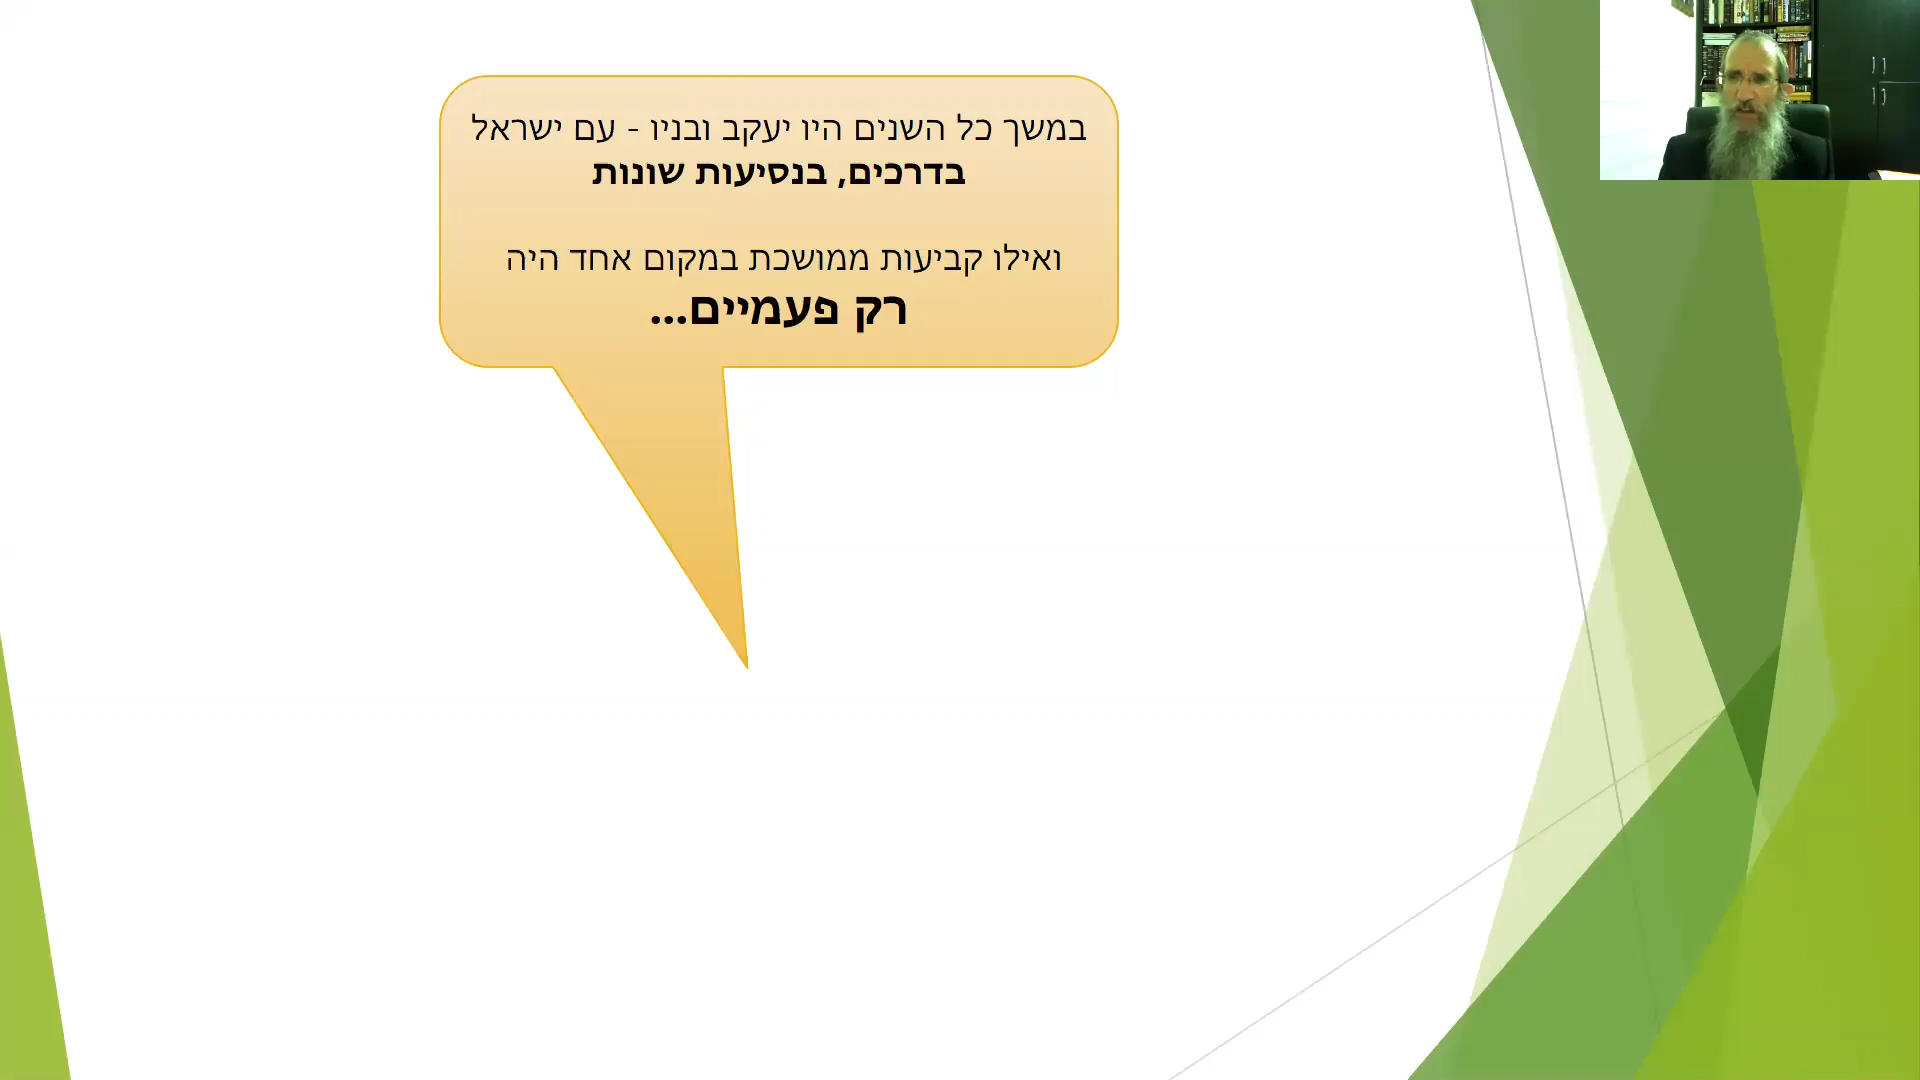 במשך כל השנים היו יעקב ובניו - עם ישראל
בדרכים, בנסיעות שונות
ואילו קביעות ממושכת במקום אחד היה
רק פעמיים...